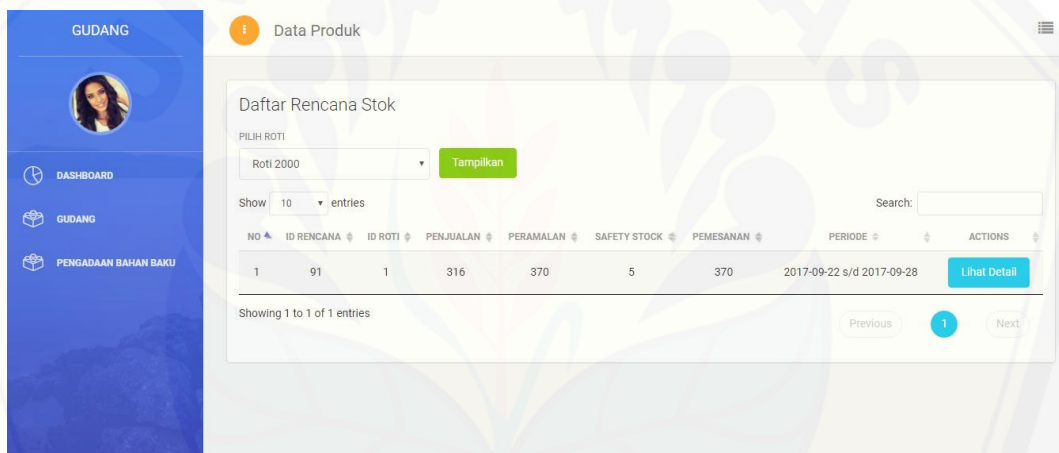 GUDANG
Data Produk
DASHBOARD
GUDANG
PENGADAAN BAHAN BAKU
Daftar Rencana Stok
PILIH ROTI
Roti 2000 Tampilkan
Show 10 entries Search:
NO ID RENCANA ID ROTI PENJUALAN PERAMALAN SAFETY STOCK PEMESANAN PERIODE ACTIONS
1 91 1 316 370 5 370 2017-09-22 s/d 2017-09-28 Lihat Detail
Showing 1 to 1 of 1 entries Previous 1 Next